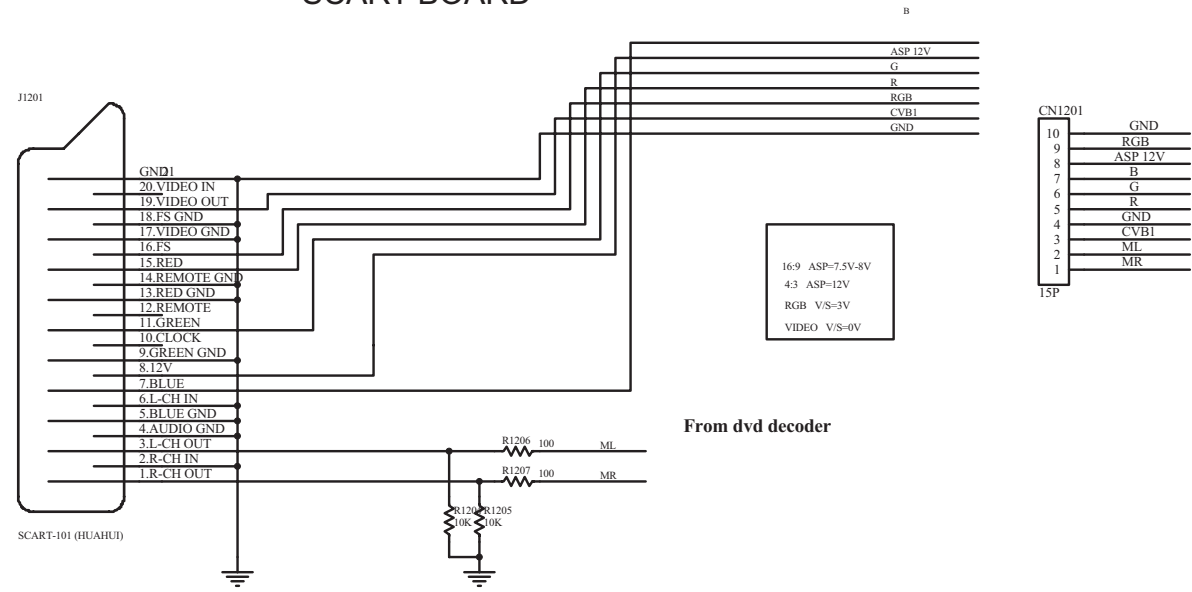 SCART BOARD
B
ASP 12V
G
R
RGB
CVB1
GND
J1201
GND21
20.VIDEO IN
19.VIDEO OUT
18.FS GND
17.VIDEO GND
16.FS
15.RED
14.REMOTE GND
13.RED GND
12.REMOTE
11.GREEN
10.CLOCK
9.GREEN GND
8.12V
7.BLUE
6.L-CH IN
5.BLUE GND
4.AUDIO GND
3.L-CH OUT
2.R-CH IN
1.R-CH OUT
SCART-101 (HUAHUI)
R1206 100 ML
R1207 100 MR
R1205
10K 10K
16:9 ASP=7.5V-8V
4:3 ASP=12V
RGB V/S=3V
VIDEO V/S=0V
From dvd decoder
CN1201
10 GND
9 RGB
8 ASP 12V
7 B
6 G
5 R
4 GND
3 CVB1
2 ML
1 MR
15P